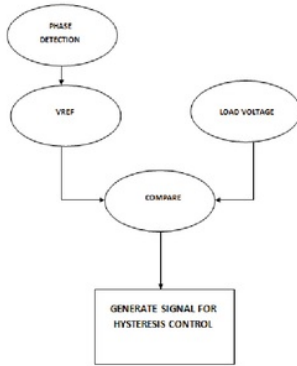 PHASE
DETECTION
VREF
LOAD VOLTAGE
COMPARE
GENERATE SIGNAL FOR
HYSTERESIS CONTROL